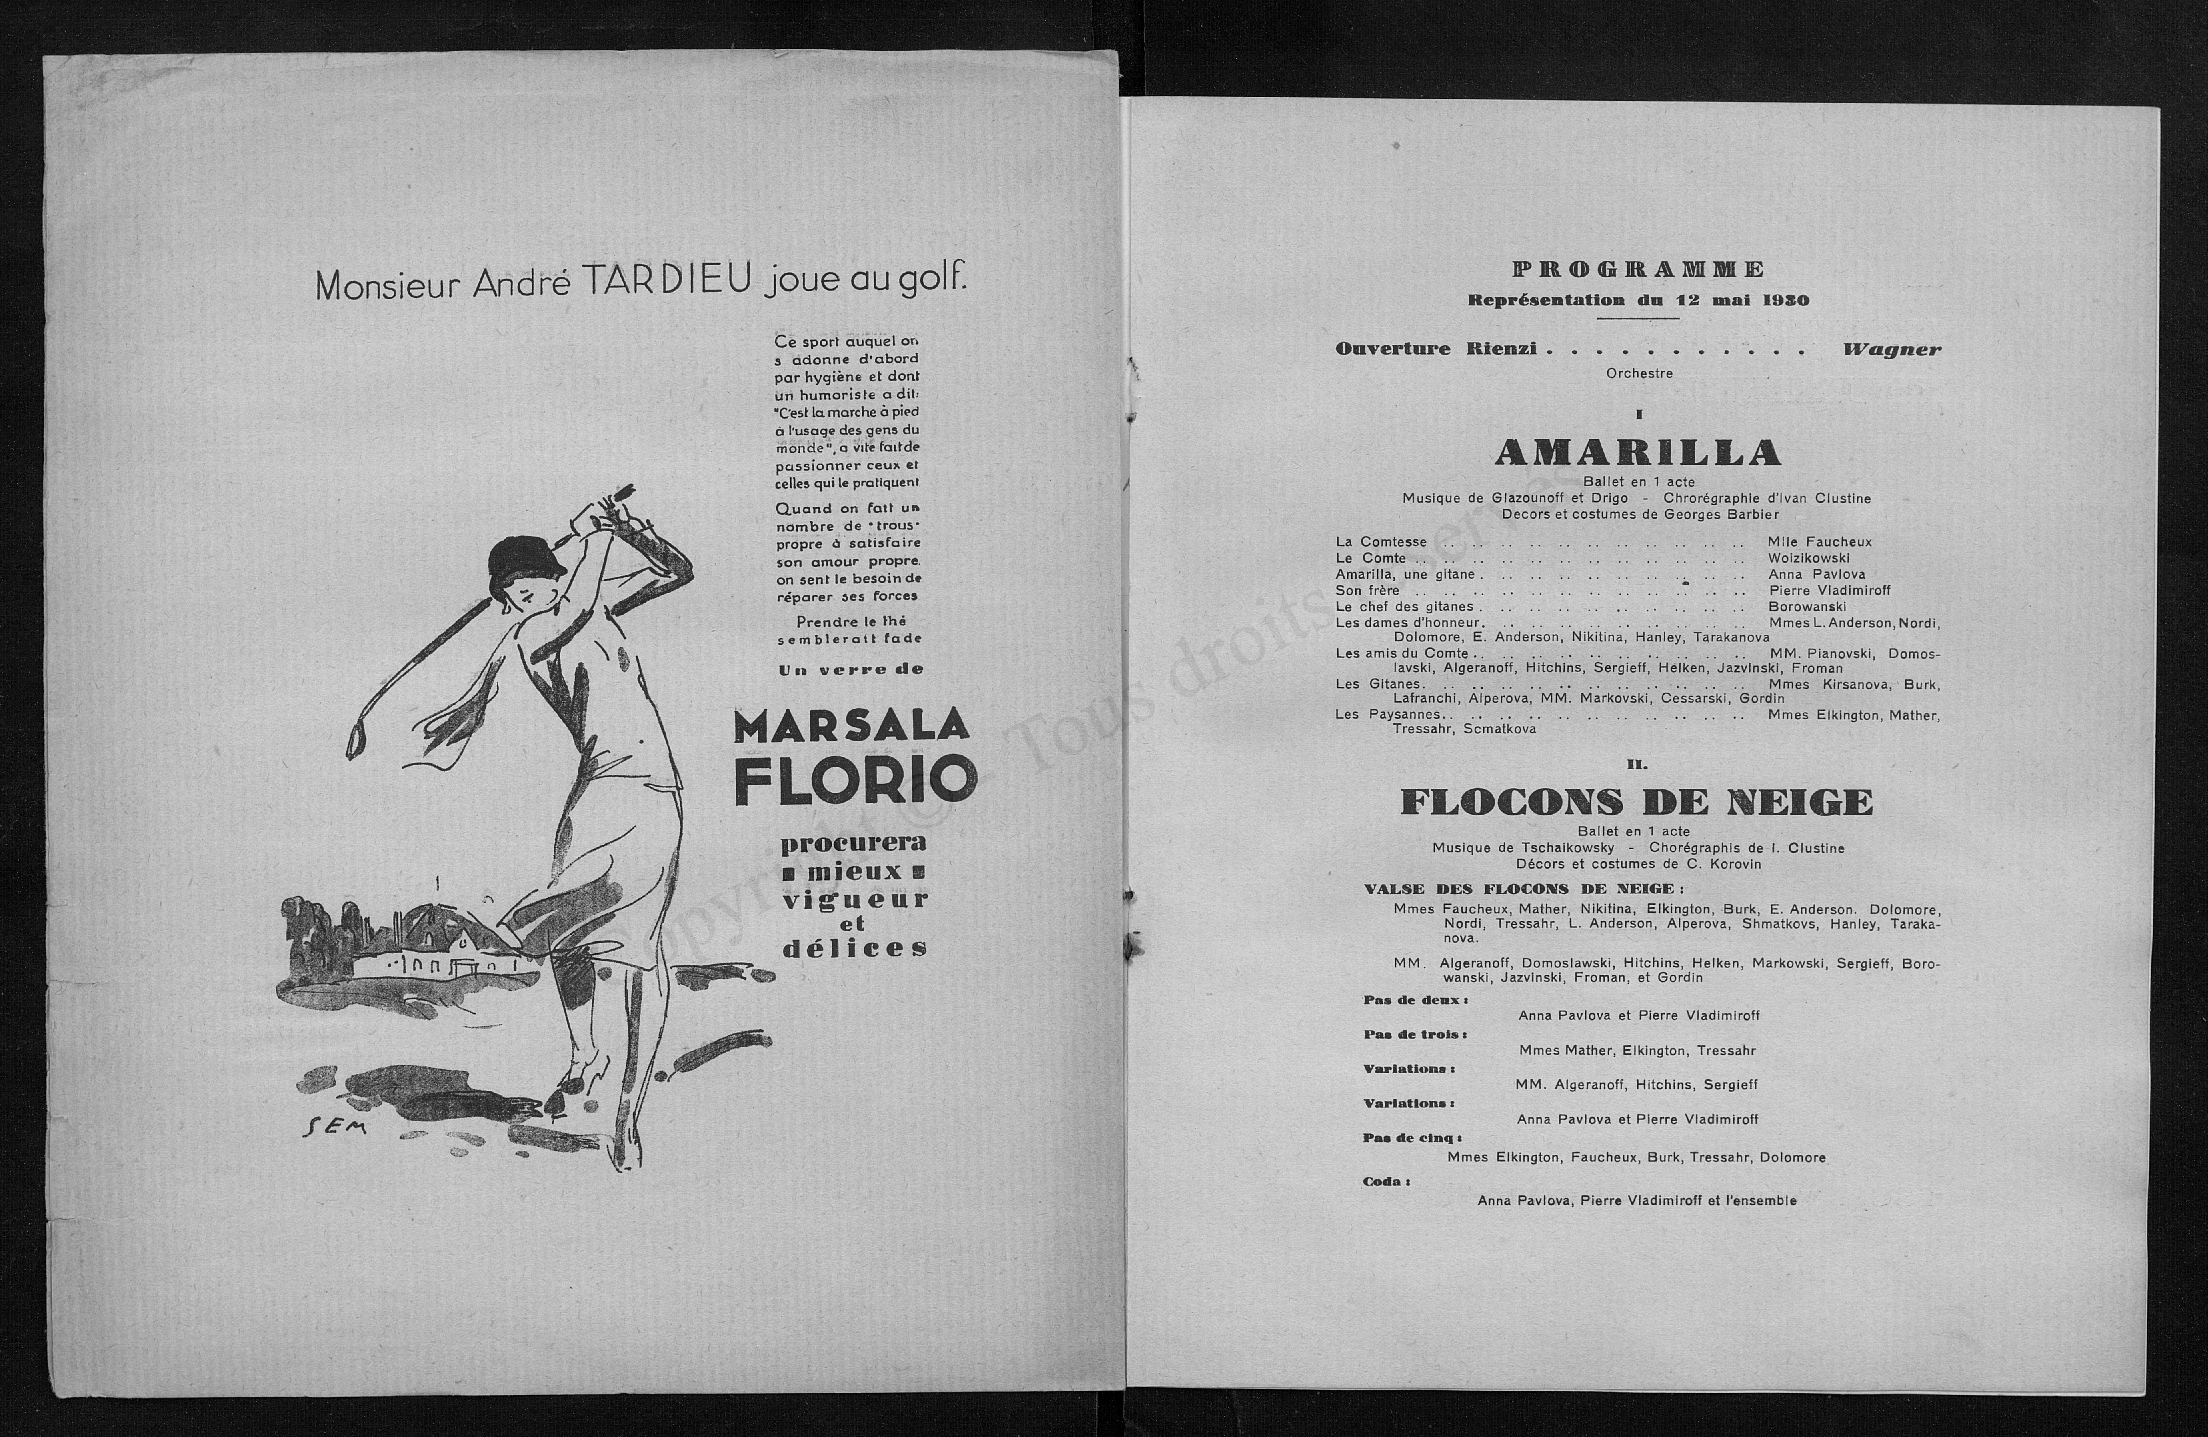 Monsieur André TARDIEU joue au golf.
Ce sport auquel on
s adonne d'abord
par hygiène et dont
un humoriste a dit:
"C'est la marche à pied
à l'usage des gens du
monde", a vite fait de
passionner ceux et
celles qui le pratiquent
Quand on fait un
nombre de "trous"
propre à satisfaire
son amour propre.
on sent le besoin de
réparer ses forces
Prendre le thé
semblerait fade
Un verre de
MARSALA
FLORIO
procurera
mieux
vigueur
et
délices
SEM
PROGRAMME
Représentation du 12 mai 1930
Ouverture Rienzi . . . . . . . . . . . Wagner
Orchestre
I
AMARILLA
Ballet en 1 acte
Musique de Glazounoff et Drigo - Chrorégraphie d'Ivan Clustine
Decors et costumes de Georges Barbier
La Comtesse .. .. .. .. .. .. .. .. .. .. .. Mlle Faucheux
Le Comte .. .. .. .. .. .. .. .. .. .. .. .. Woizikowski
Amarilla, une gitane . .. .. .. .. .. .. .. .. .. Anna Pavlova
Son frère .. .. .. .. .. .. .. .. .. .. .. .. Pierre Vladimiroff
Le chef des gitanes . .. .. .. .. .. .. .. .. .. Borowanski
Les dames d'honneur. .. .. .. .. .. .. .. .. .. Mmes L. Anderson, Nordi,
Dolomore, E. Anderson, Nikitina, Hanley, Tarakanova
Les amis du Comte .. .. .. .. .. .. .. .. .. .. MM. Pianovski, Domos-
lavski, Algeranoff, Hitchins, Sergieff, Helken, Jazvinski, Froman
Les Gitanes. .. .. .. .. .. .. .. .. .. .. .. Mmes Kirsanova, Burk,
Lafranchi, Alperova, MM. Markovski, Cessarski, Gordin
Les Paysannes.. .. .. .. .. .. .. .. .. .. .. Mmes Elkington, Mather,
Tressahr, Scmatkova
II.
FLOCONS DE NEIGE
Ballet en 1 acte
Musique de Tschaikowsky - Chorégraphis de I. Clustine
Décors et costumes de C. Korovin
VALSE DES FLOCONS DE NEIGE :
Mmes Faucheux, Mather, Nikitina, Elkington, Burk, E. Anderson. Dolomore,
Nordi, Tressahr, L. Anderson, Alperova, Shmatkovs, Hanley, Taraka-
nova.
MM. Algeranoff, Domoslawski, Hitchins, Helken, Markowski, Sergieff, Boro-
wanski, Jazvinski, Froman, et Gordin
Pas de deux :
Anna Pavlova et Pierre Vladimiroff
Pas de trois :
Mmes Mather, Elkington, Tressahr
Variations :
MM. Algeranoff, Hitchins, Sergieff
Variations :
Anna Pavlova et Pierre Vladimiroff
Pas de cinq :
Mmes Elkington, Faucheux, Burk, Tressahr, Dolomore
Coda :
Anna Pavlova, Pierre Vladimiroff et l'ensemble
Copyright © - Tous droits réservés